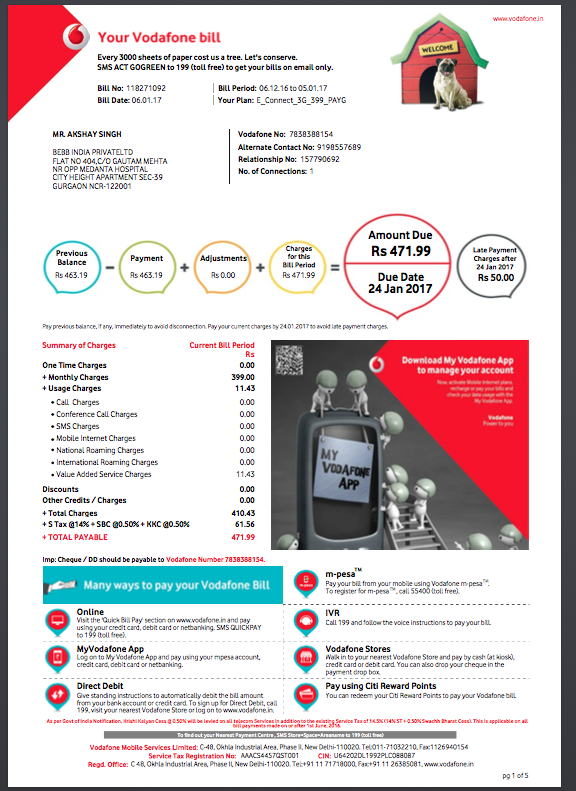 www.vodafone.in
Your Vodafone bill
Every 3000 sheets of paper cost us a tree. Let's conserve.
SMS ACT GOGREEN to 199 (toll free) to get your bills on email only.
WELCOME
Bill No: 118271092
Bill Date: 06.01.17
Bill Period: 06.12.16 to 05.01.17
Your Plan: E_Connect_3G_399_PAYG
MR. AKSHAY SINGH
BEBB INDIA PRIVATELTD
FLAT NO 404,C/O GAUTAM MEHTA
NR OPP MEDANTA HOSPITAL
CITY HEIGHT APARTMENT SEC-39
GURGAON NCR-122001
Vodafone No: 7838388154
Alternate Contact No: 9198557689
Relationship No: 157790692
No. of Connections: 1
Previous
Balance
Rs 463.19
-
Payment
Rs 463.19
+
Adjustments
Rs 0.00
+
Charges
for this
Bill Period
Rs 471.99
=
Amount Due
Rs 471.99
Due Date
24 Jan 2017
Late Payment
Charges after
24 Jan 2017
Rs 50.00
Pay previous balance, if any, immediately to avoid disconnection. Pay your current charges by 24.01.2017 to avoid late payment charges.
Summary of Charges Current Bill Period
Rs
One Time Charges 0.00
+ Monthly Charges 399.00
+ Usage Charges 11.43
• Call Charges 0.00
• Conference Call Charges 0.00
• SMS Charges 0.00
• Mobile Internet Charges 0.00
• National Roaming Charges 0.00
• International Roaming Charges 0.00
• Value Added Service Charges 11.43
Discounts 0.00
Other Credits / Charges 0.00
+ Total Charges 410.43
+ S Tax @14% + SBC @0.50% + KKC @0.50% 61.56
+ TOTAL PAYABLE 471.99
Download My Vodafone App
to manage your account
Now, activate Mobile Internet plans,
recharge or pay your bills and
check your data usage with the
My Vodafone App.
Vodafone
Power to you
MY
VODAFONE
APP
Imp: Cheque / DD should be payable to Vodafone Number 7838388154.
Many ways to pay your Vodafone Bill
m-pesa™
Pay your bill from your mobile using Vodafone m-pesa™.
To register for m-pesa™, call 55400 (toll free).
Online
Visit the 'Quick Bill Pay' section on www.vodafone.in and pay
using your credit card, debit card or netbanking. SMS QUICKPAY
to 199 (toll free).
IVR
Call 199 and follow the voice instructions to pay your bill.
MyVodafone App
Log on to My Vodafone App and pay using your mpesa account,
credit card, debit card or netbanking.
Vodafone Stores
Walk in to your nearest Vodafone Store and pay by cash (at kiosk),
credit card or debit card. You can also drop your cheque in the
payment drop box.
Direct Debit
Give standing instructions to automatically debit the bill amount
from your bank account or credit card. To sign up for Direct Debit, call
199, visit your nearest Vodafone Store or log on to www.vodafone.in.
Pay using Citi Reward Points
You can redeem your Citi Reward Points to pay your Vodafone bill.
As per Govt of India Notification, Krishi Kalyan Cess @ 0.50% will be levied on all telecom Services in addition to the existing Service Tax of 14.5% (14% ST + 0.50% Swachh Bharat Cess). This is applicable on all
bill payments made on or after 1st June, 2016.
To find out your Nearest Payment Centre, SMS Store<Space>Areaname to 199 (toll free)
Vodafone Mobile Services Limited: C-48, Okhla Industrial Area, Phase II, New Delhi-110020. Tel:011-71032210, Fax:1126940154
Service Tax Registration No: AAACS4457QST001 CIN: U64202DL1992PLC088087
Regd. Office: C 48, Okhla Industrial Area, Phase II, New Delhi-110020. Tel:+91 11 71718000, Fax:+91 11 26385081, www.vodafone.in
pg 1 of 5